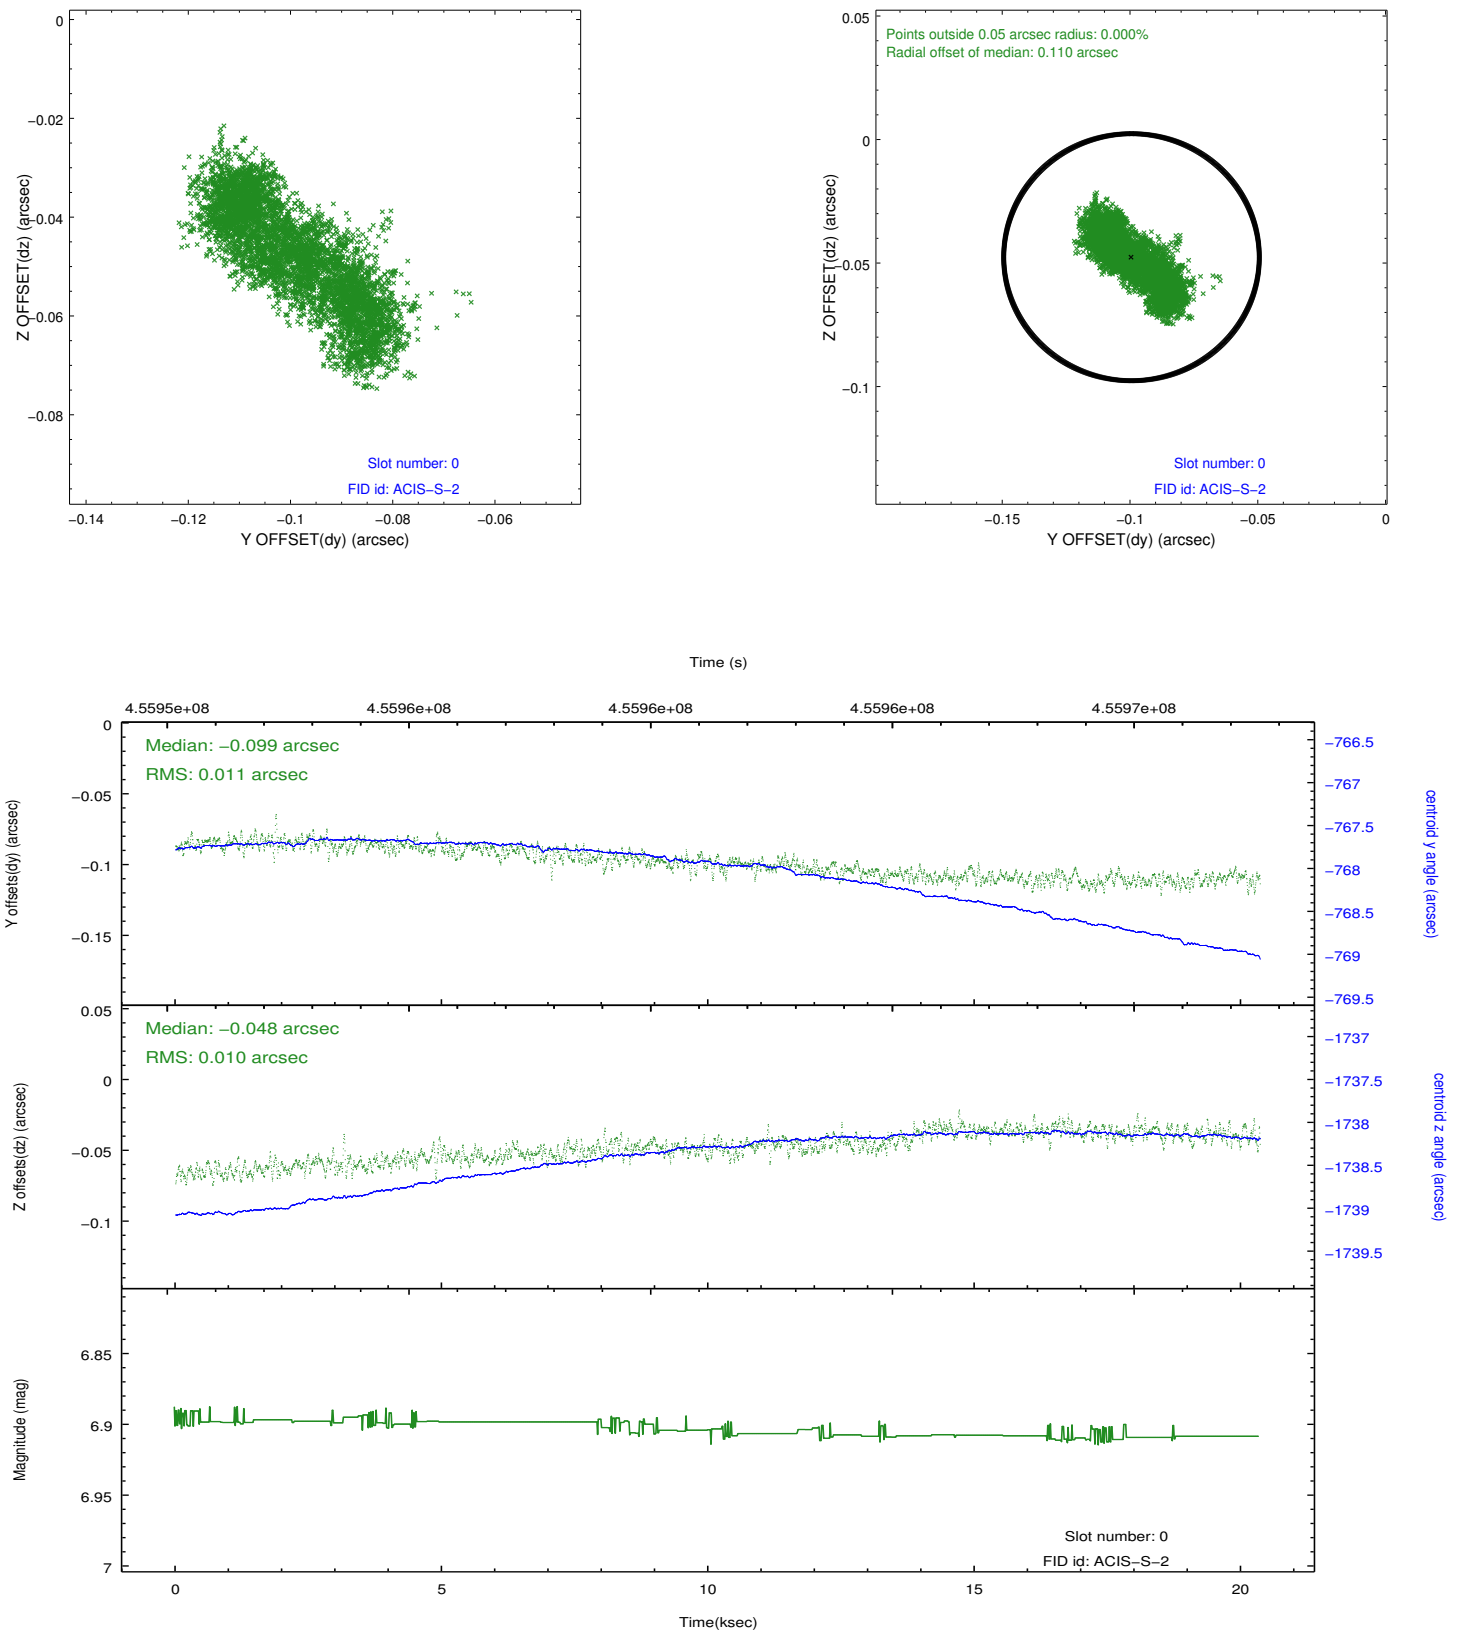 0
−0.02
−0.04
−0.06
−0.08
Z OFFSET(dz) (arcsec)
Slot number: 0
FID id: ACIS−S−2
−0.14
−0.12
−0.1
−0.08
−0.06
Y OFFSET(dy) (arcsec)
0.05
0
−0.05
−0.1
Z OFFSET(dz) (arcsec)
Points outside 0.05 arcsec radius: 0.000%
Radial offset of median: 0.110 arcsec
Slot number: 0
FID id: ACIS−S−2
−0.15
−0.1
−0.05
0
Y OFFSET(dy) (arcsec)
Time (s)
4.5595e+08
4.5596e+08
4.5596e+08
4.5596e+08
4.5597e+08
0
−0.05
−0.1
−0.15
Y offsets(dy) (arcsec)
Median: −0.099 arcsec
RMS: 0.011 arcsec
−766.5
−767
−767.5
−768
−768.5
−769
−769.5
centroid y angle (arcsec)
0.05
0
−0.05
−0.1
Z offsets(dz) (arcsec)
Median: −0.048 arcsec
RMS: 0.010 arcsec
−1737
−1737.5
−1738
−1738.5
−1739
−1739.5
centroid z angle (arcsec)
6.85
6.9
6.95
7
Magnitude (mag)
Slot number: 0
FID id: ACIS−S−2
0
5
10
15
20
Time(ksec)